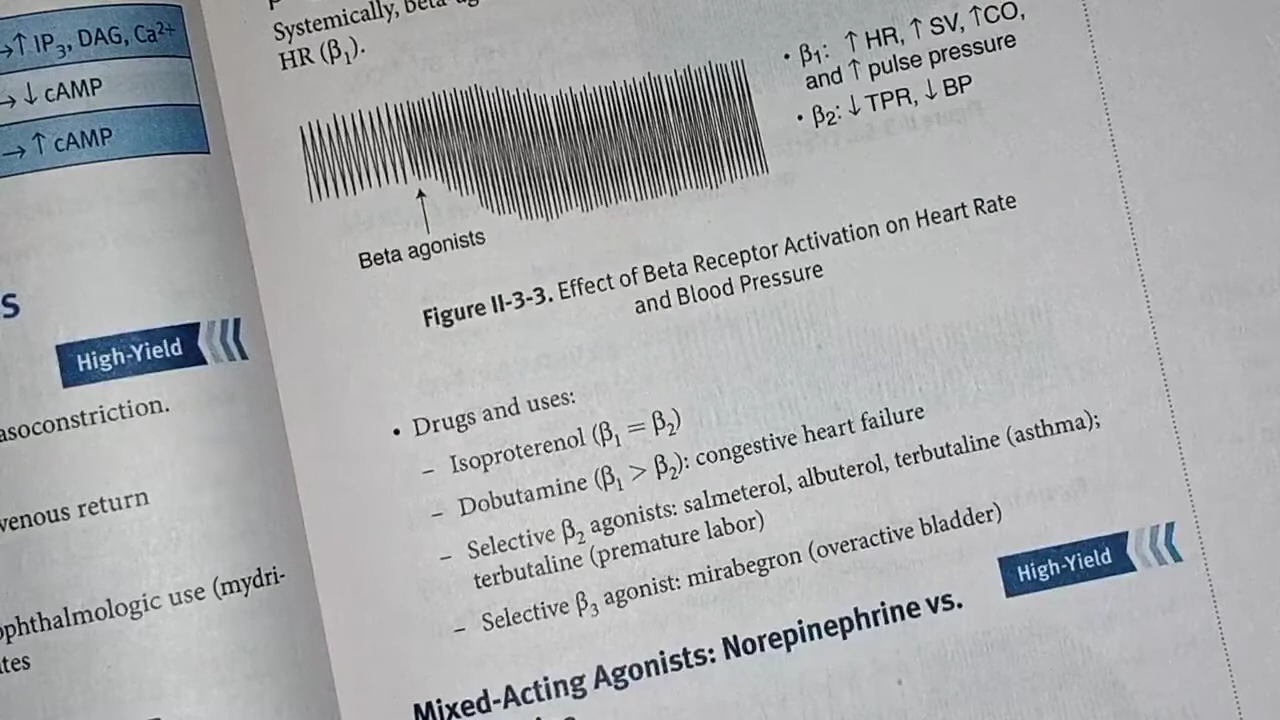 →↑ IP₃, DAG, Ca²⁺
→ ↓ cAMP
→ ↑ cAMP
S
High-Yield
asoconstriction.
venous return
ophthalmologic use (mydri-
tes
Systemically, beta
HR (β₁).
• β₁: ↑ HR, ↑ SV, ↑CO,
and ↑ pulse pressure
• β₂: ↓ TPR, ↓ BP
Beta agonists
Figure II-3-3. Effect of Beta Receptor Activation on Heart Rate
and Blood Pressure
• Drugs and uses:
– Isoproterenol (β₁ = β₂)
– Dobutamine (β₁ > β₂): congestive heart failure
– Selective β₂ agonists: salmeterol, albuterol, terbutaline (asthma);
terbutaline (premature labor)
– Selective β₃ agonist: mirabegron (overactive bladder)
High-Yield
Mixed-Acting Agonists: Norepinephrine vs.